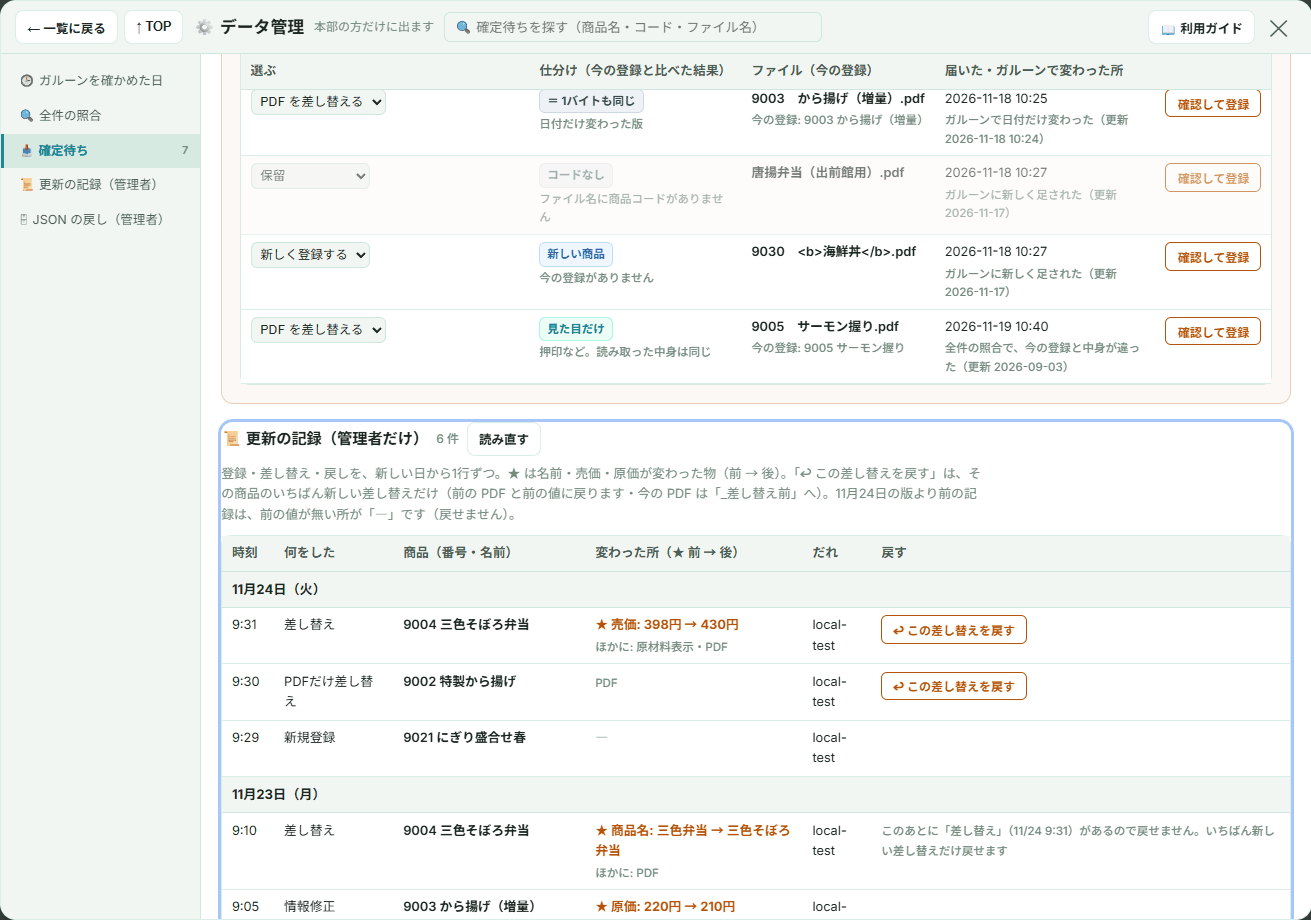 ←一覧に戻る
↑TOP
データ管理
本部の方だけに出ます
確定待ちを探す（商品名・コード・ファイル名）
利用ガイド
ガルーンを確かめた日
全件の照合
確定待ち 7
更新の記録（管理者）
JSON の戻し（管理者）
選ぶ 仕分け（今の登録と比べた結果） ファイル（今の登録） 届いた・ガルーンで変わった所
PDF を差し替える
＝ 1バイトも同じ
日付だけ変わった版
9003　から揚げ（増量）.pdf
今の登録: 9003 から揚げ（増量）
2026-11-18 10:25
ガルーンで日付だけ変わった（更新
2026-11-18 10:24）
確認して登録
保留
コードなし
ファイル名に商品コードがありませ
ん
唐揚弁当（出前館用）.pdf
2026-11-18 10:27
ガルーンに新しく足された（更新
2026-11-17）
確認して登録
新しく登録する
新しい商品
今の登録がありません
9030　<b>海鮮丼</b>.pdf
2026-11-18 10:27
ガルーンに新しく足された（更新
2026-11-17）
確認して登録
PDF を差し替える
見た目だけ
押印など。読み取った中身は同じ
9005　サーモン握り.pdf
今の登録: 9005 サーモン握り
2026-11-19 10:40
全件の照合で、今の登録と中身が違っ
た（更新 2026-09-03）
確認して登録
更新の記録（管理者だけ） 6 件 読み直す
登録・差し替え・戻しを、新しい日から1行ずつ。★ は名前・売価・原価が変わった物（前 → 後）。「↩ この差し替えを戻す」は、そ
の商品のいちばん新しい差し替えだけ（前の PDF と前の値に戻ります・今の PDF は「_差し替え前」へ）。11月24日の版より前の記
録は、前の値が無い所が「—」です（戻せません）。
時刻 何をした 商品（番号・名前） 変わった所（★ 前 → 後） だれ 戻す
11月24日（火）
9:31 差し替え 9004 三色そぼろ弁当
★ 売価: 398円 → 430円
ほかに: 原材料表示・PDF
local-
test
↩ この差し替えを戻す
9:30
PDFだけ差し替
え
9002 特製から揚げ
PDF
local-
test
↩ この差し替えを戻す
9:29 新規登録 9021 にぎり盛合せ春 —
local-
test
11月23日（月）
9:10 差し替え 9004 三色そぼろ弁当
★ 商品名: 三色弁当 → 三色そぼろ
弁当
ほかに: PDF
local-
test
このあとに「差し替え」（11/24 9:31）があるので戻せません。いちばん新し
い差し替えだけ戻せます
9:05 情報修正 9003 から揚げ（増量） ★ 原価: 220円 → 210円 local-